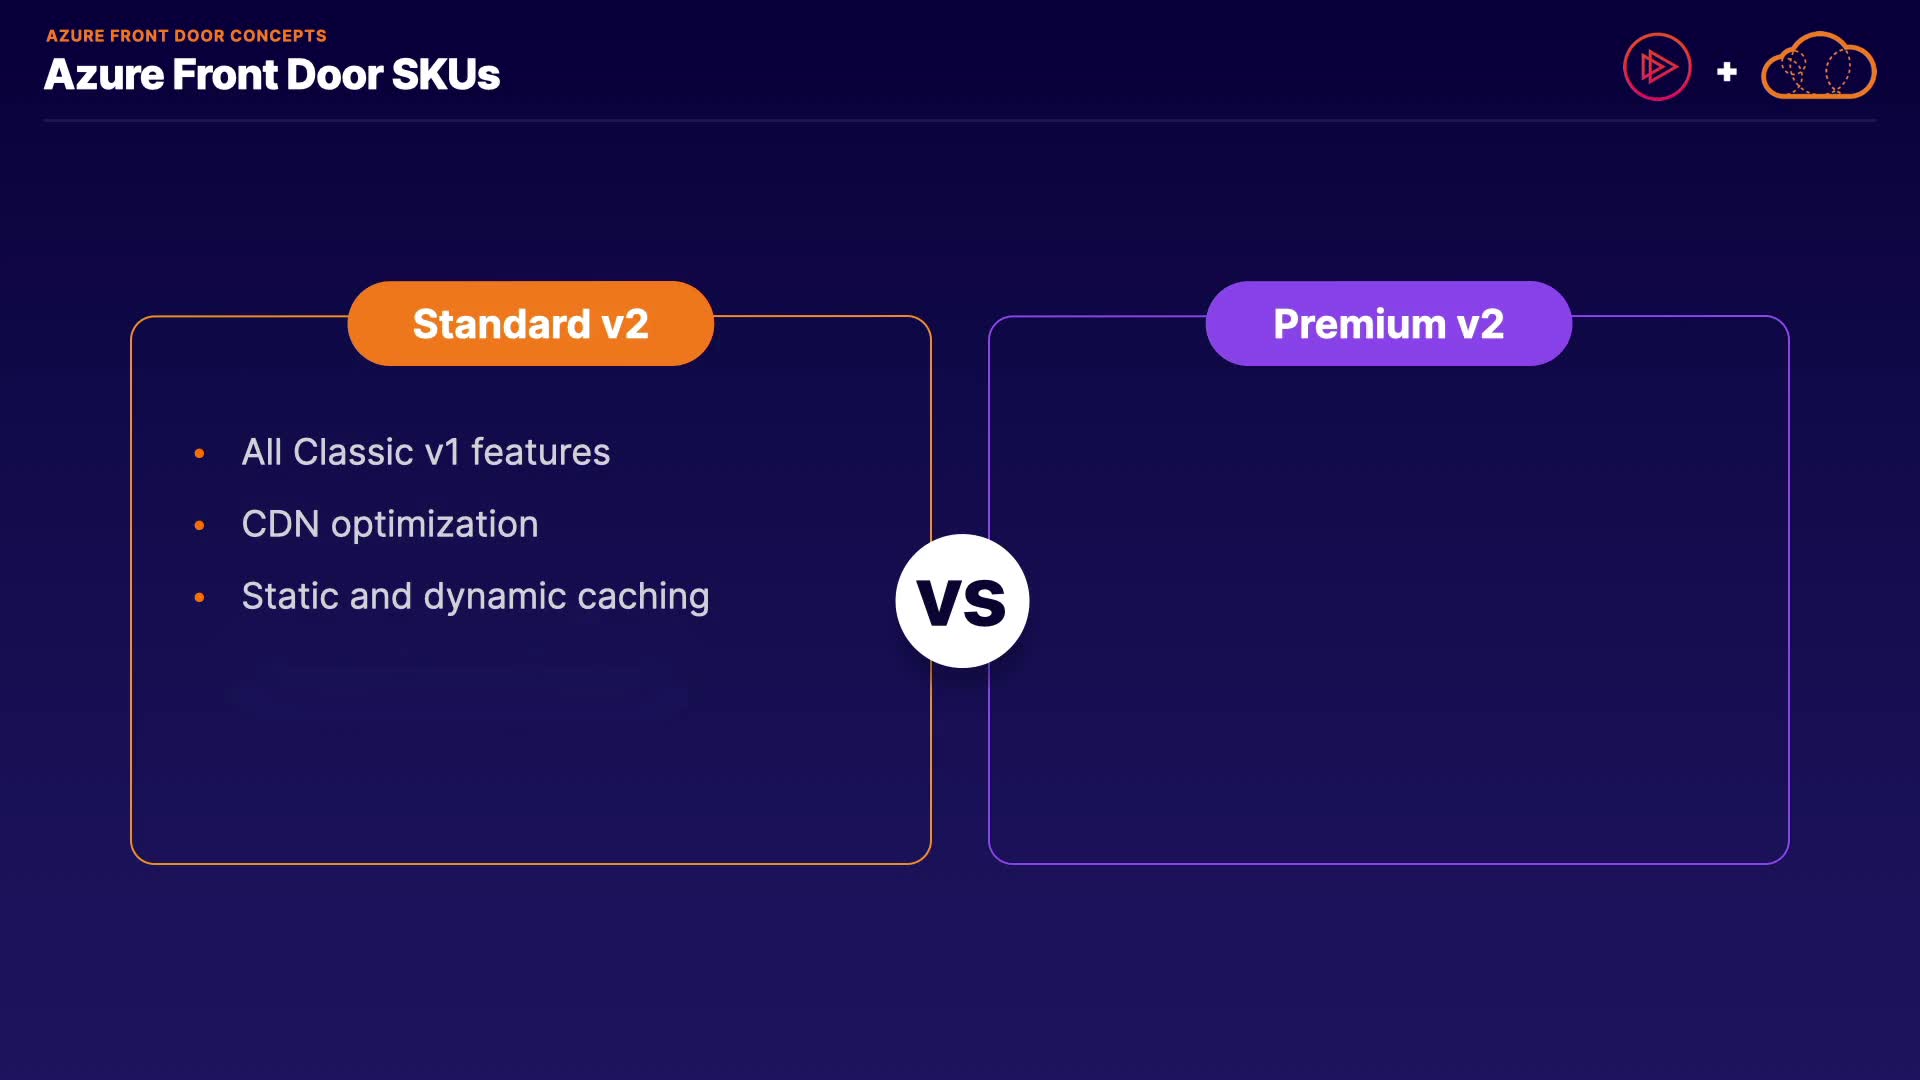 AZURE FRONT DOOR CONCEPTS
Azure Front Door SKUs
+
Standard v2
• All Classic v1 features
• CDN optimization
• Static and dynamic caching
VS
Premium v2